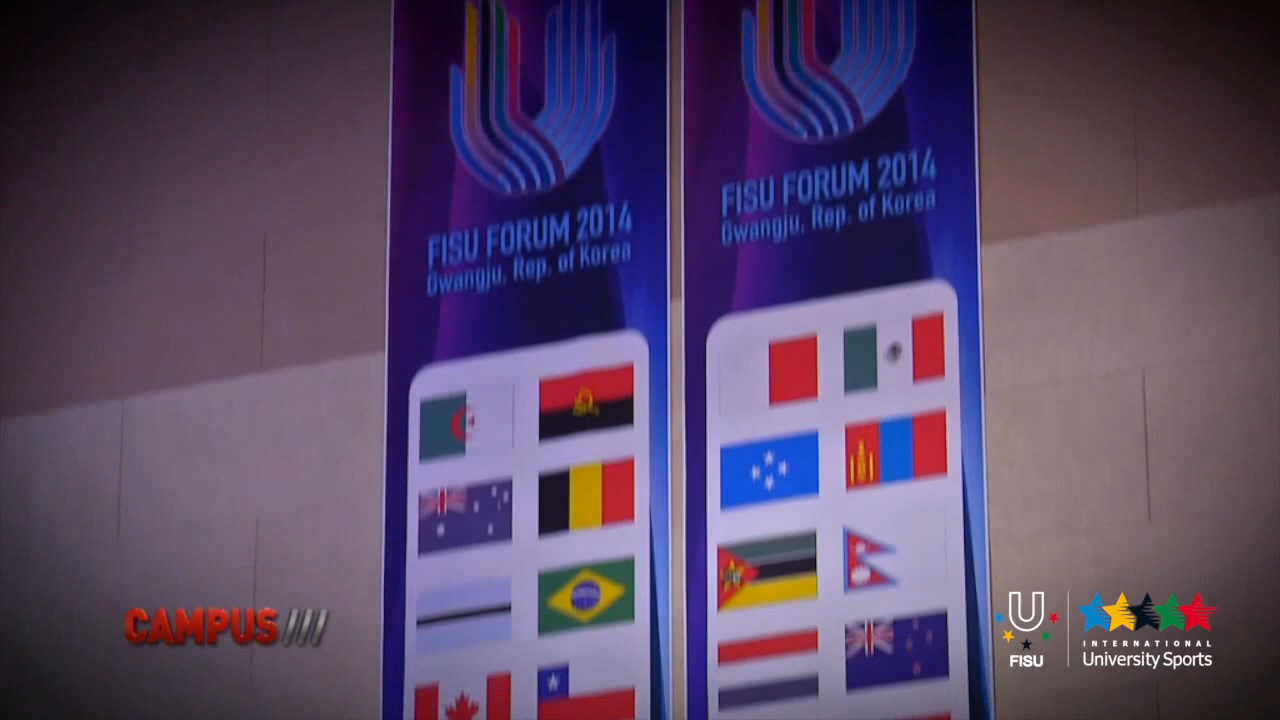 FISU FORUM 2014
Gwangju, Rep. of Korea
FISU FORUM 2014
Gwangju, Rep. of Korea
CAMPUS
U
FISU
INTERNATIONAL
University Sports